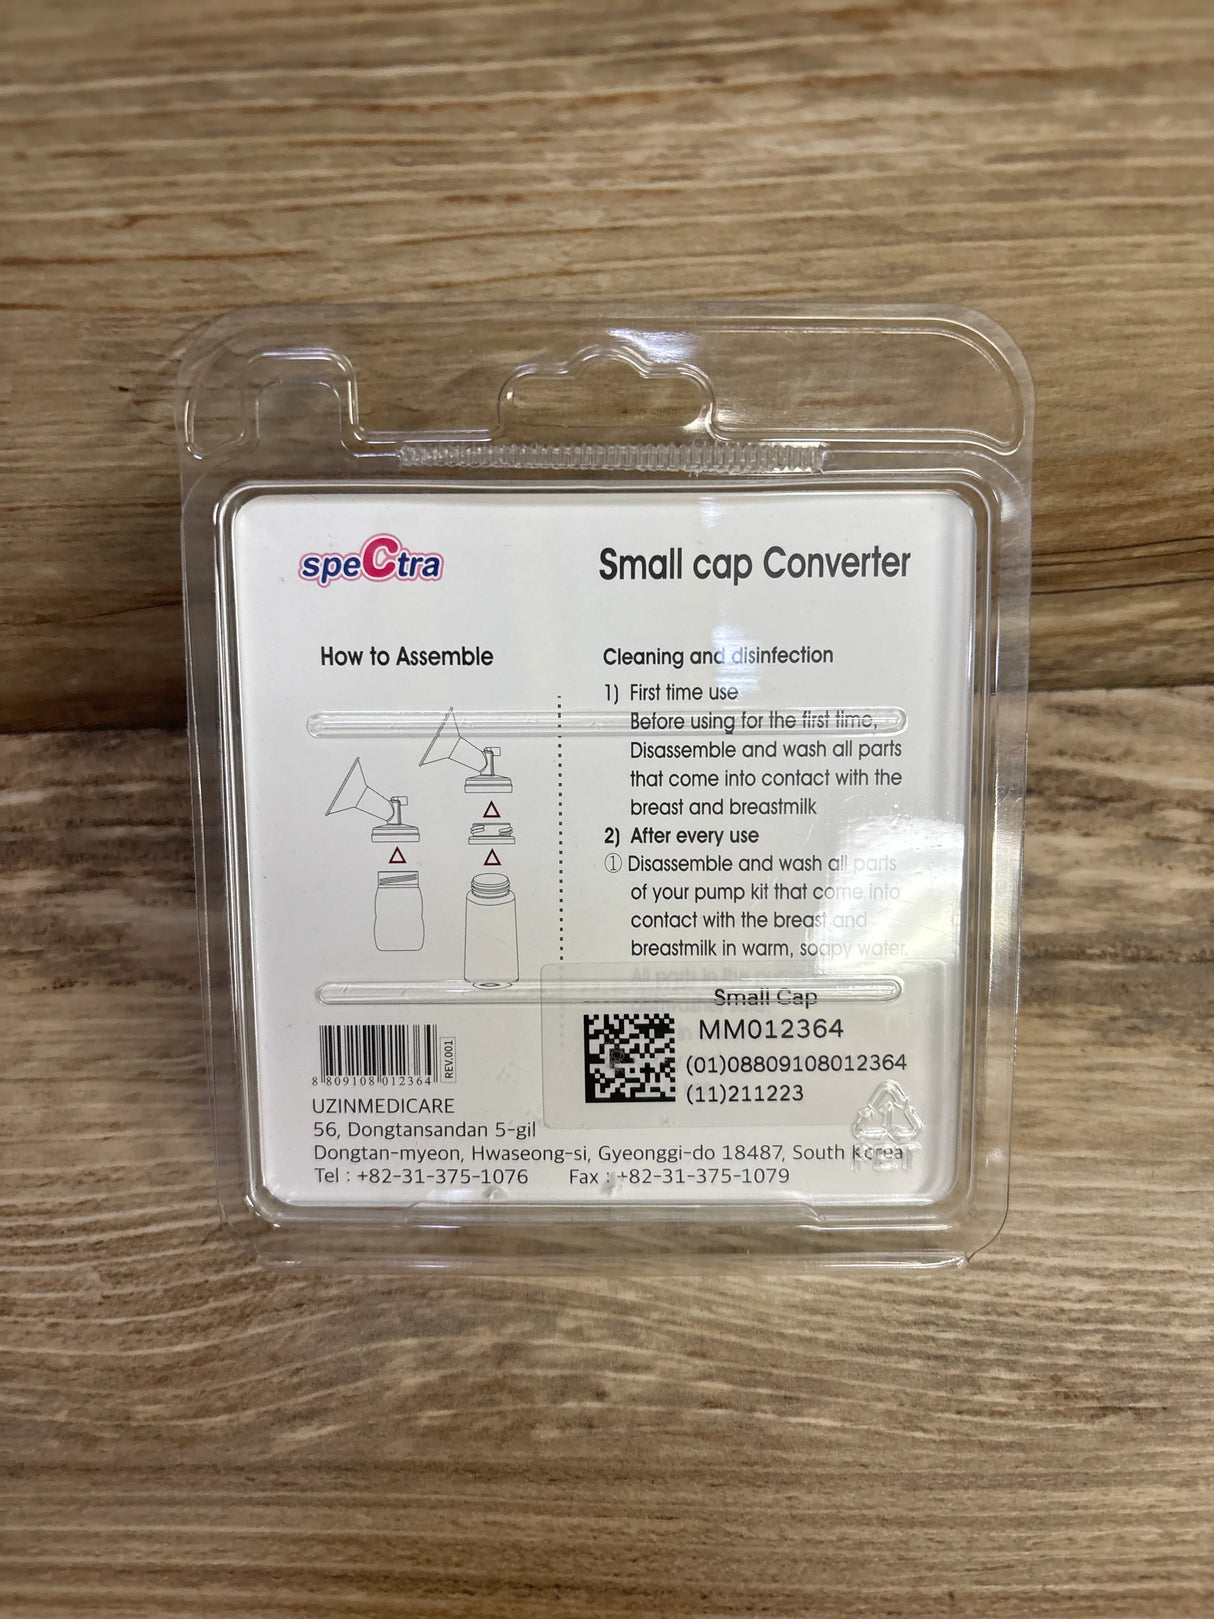 speCtra
Small cap Converter
How to Assemble
Cleaning and disinfection
1) First time use
Before using for the first time,
Disassemble and wash all parts
that come into contact with the
breast and breastmilk
2) After every use
① Disassemble and wash all parts
of your pump kit that come into
contact with the breast and
breastmilk in warm, soapy water.
All parts in the pump
Small Cap
MM012364
(01)08809108012364
(11)211223
8 809108 012364
REV.001
UZINMEDICARE
56, Dongtansandan 5-gil
Dongtan-myeon, Hwaseong-si, Gyeonggi-do 18487, South Korea
Tel : +82-31-375-1076 Fax : +82-31-375-1079
PET